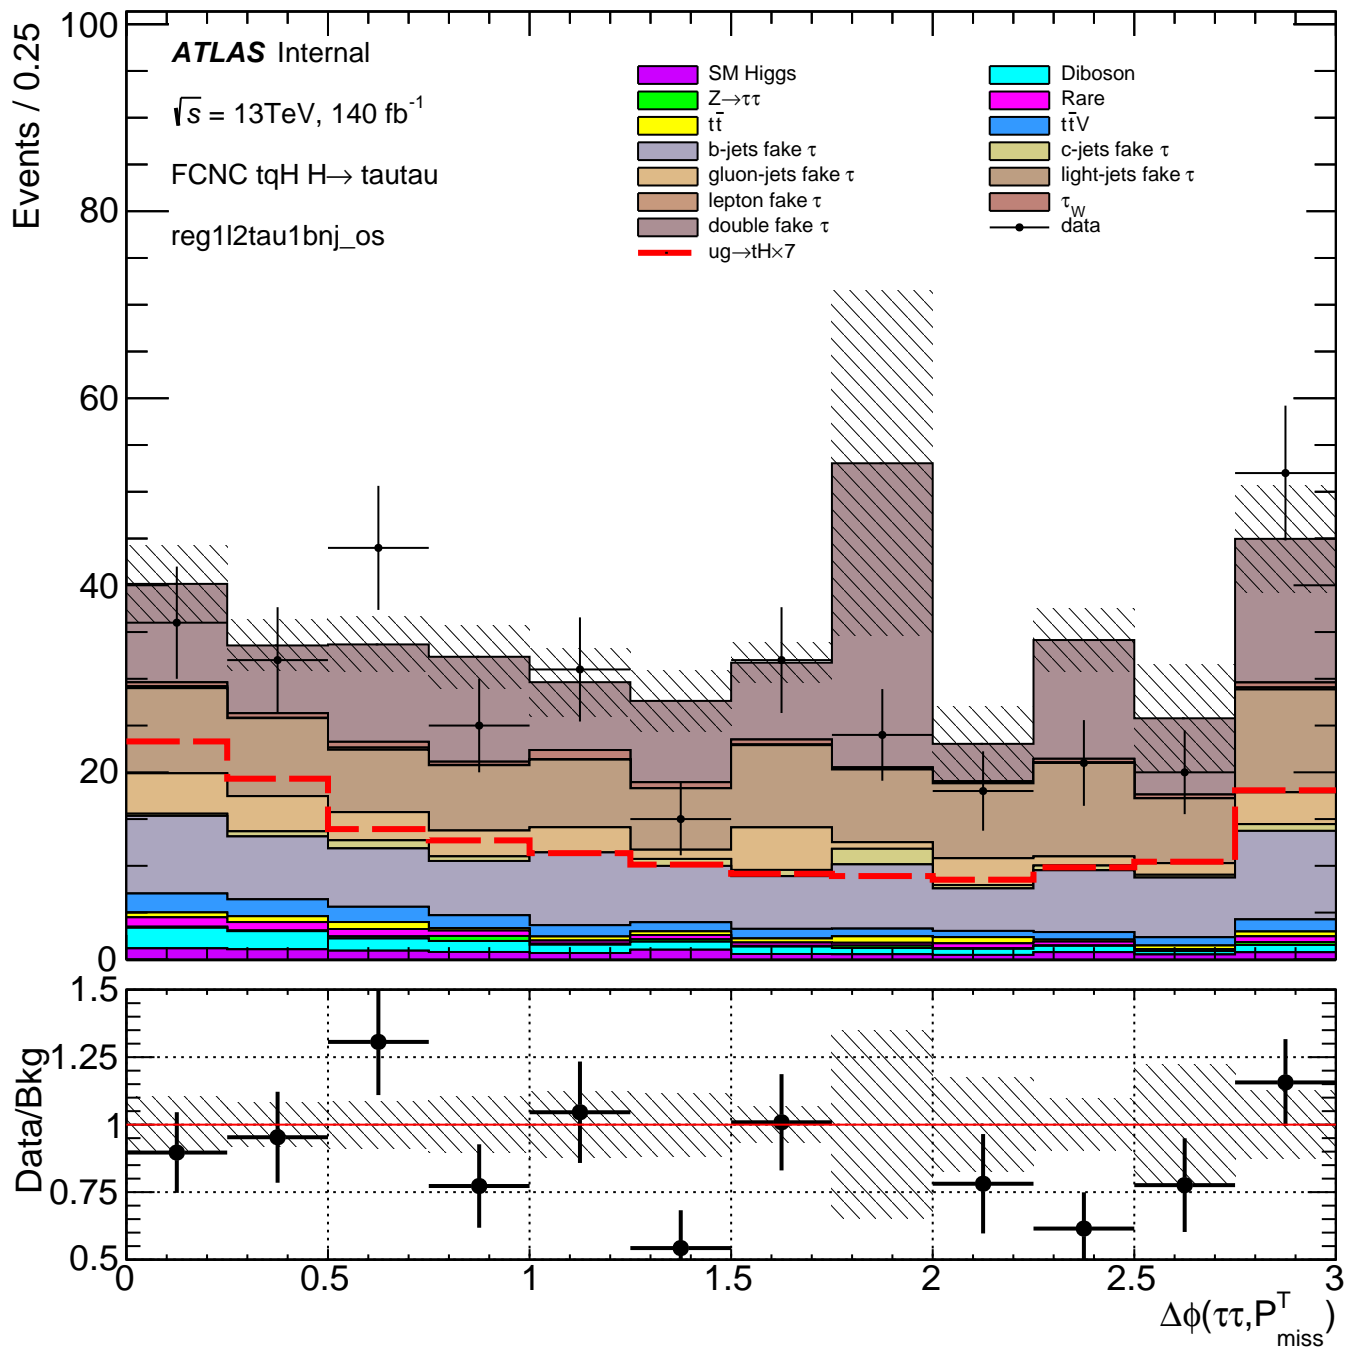 Events / 0.25
100
80
60
40
20
0
ATLAS Internal
√s = 13TeV, 140 fb⁻¹
FCNC tqH H→ tautau
reg1l2tau1bnj_os
SM Higgs
Z→ττ
tt̄
b-jets fake τ
gluon-jets fake τ
lepton fake τ
double fake τ
ug→tH×7
Diboson
Rare
tt̄V
c-jets fake τ
light-jets fake τ
τ_W
data
Data/Bkg
1.5
1.25
1
0.75
0.5
0 0.5 1 1.5 2 2.5 3
Δϕ(ττ,P^T_miss)